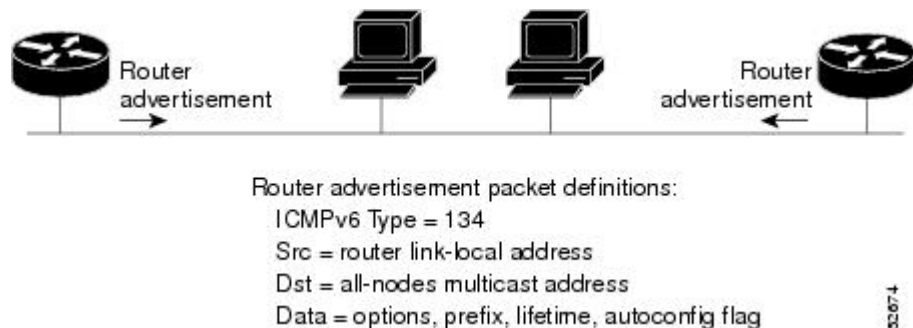 Router
advertisement
Router
advertisement
Router advertisement packet definitions:
ICMPv6 Type = 134
Src = router link-local address
Dst = all-nodes multicast address
Data = options, prefix, lifetime, autoconfig flag
52674